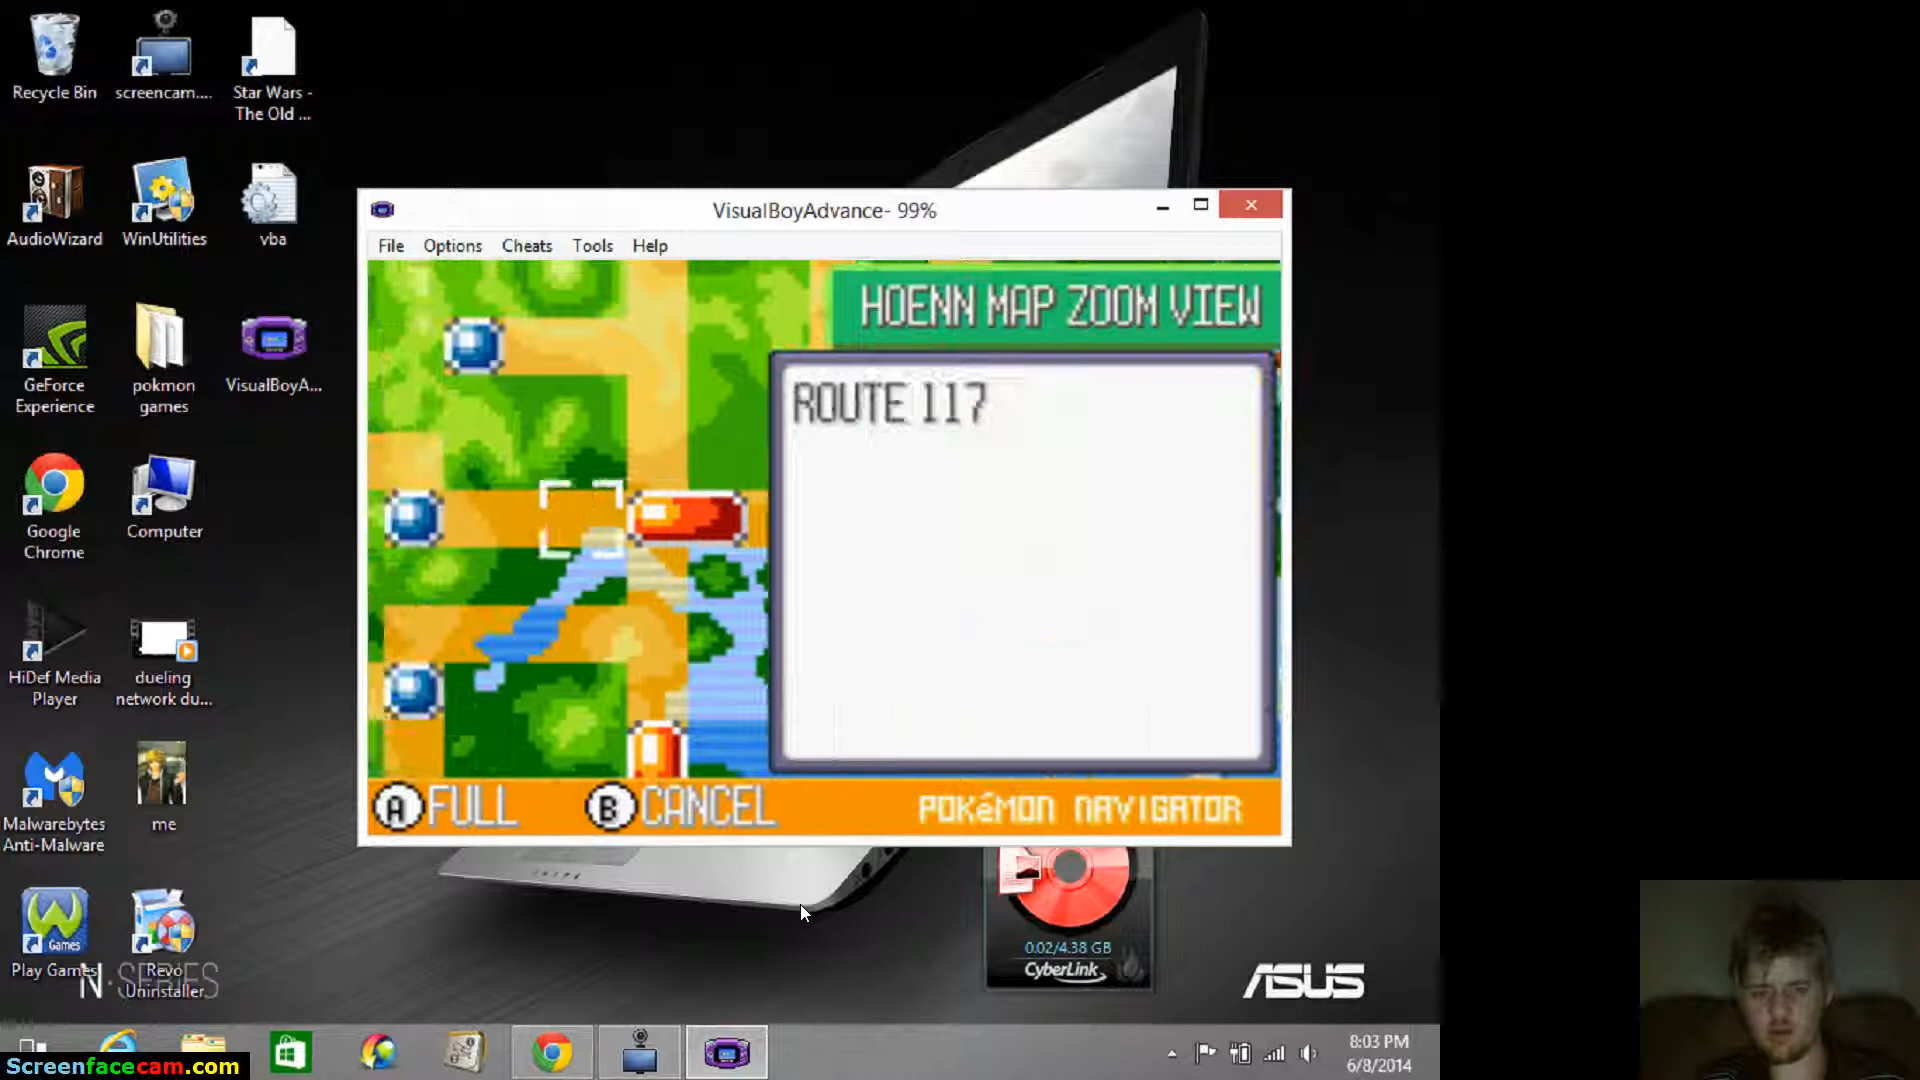 Recycle Bin
screencam....
Star Wars -
The Old ...
AudioWizard
WinUtilities
vba
GeForce
Experience
pokmon
games
VisualBoyA...
Google
Chrome
Computer
HiDef Media
Player
dueling
network du...
Malwarebytes
Anti-Malware
me
Games
Play Games
Revo
Uninstaller
N·SERIES
VisualBoyAdvance- 99%
File Options Cheats Tools Help
HOENN MAP ZOOM VIEW
ROUTE 117
A FULL
B CANCEL
POKéMON NAVIGATOR
0.02/4.38 GB
CyberLink
ASUS
8:03 PM
6/8/2014
Screenfacecam.com